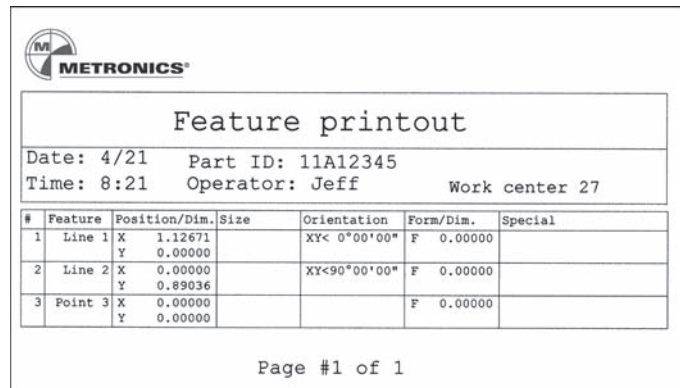 M
METRONICS®
Feature printout
Date: 4/21 Part ID: 11A12345
Time: 8:21 Operator: Jeff Work center 27
# Feature Position/Dim. Size Orientation Form/Dim. Special
1 Line 1 X 1.12671 XY< 0°00'00" F 0.00000
Y 0.00000
2 Line 2 X 0.00000 XY<90°00'00" F 0.00000
Y 0.89036
3 Point 3 X 0.00000 F 0.00000
Y 0.00000
Page #1 of 1